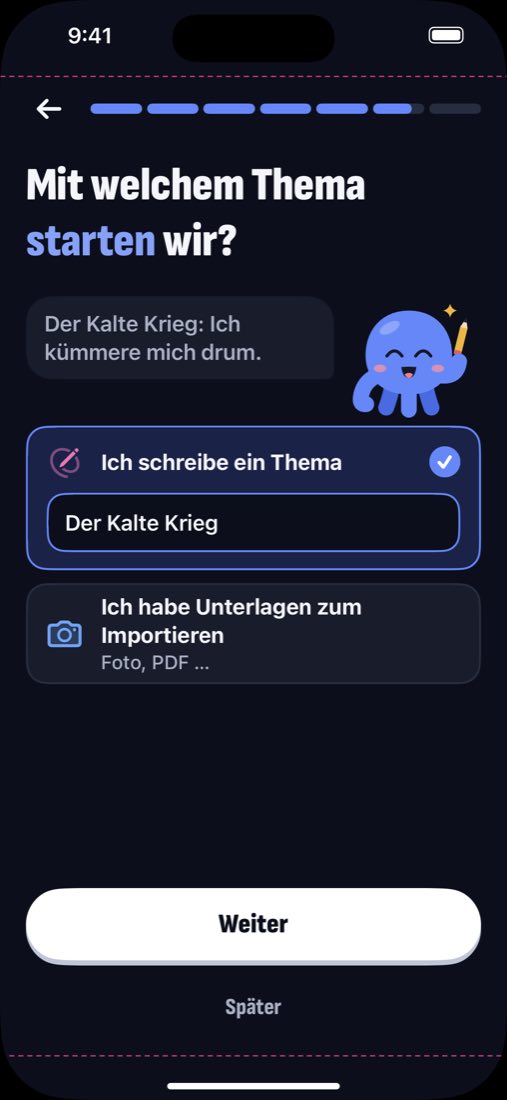 9:41
Mit welchem Thema
starten wir?
Der Kalte Krieg: Ich
kümmere mich drum.
Ich schreibe ein Thema
Der Kalte Krieg
Ich habe Unterlagen zum
Importieren
Foto, PDF ...
Weiter
Später